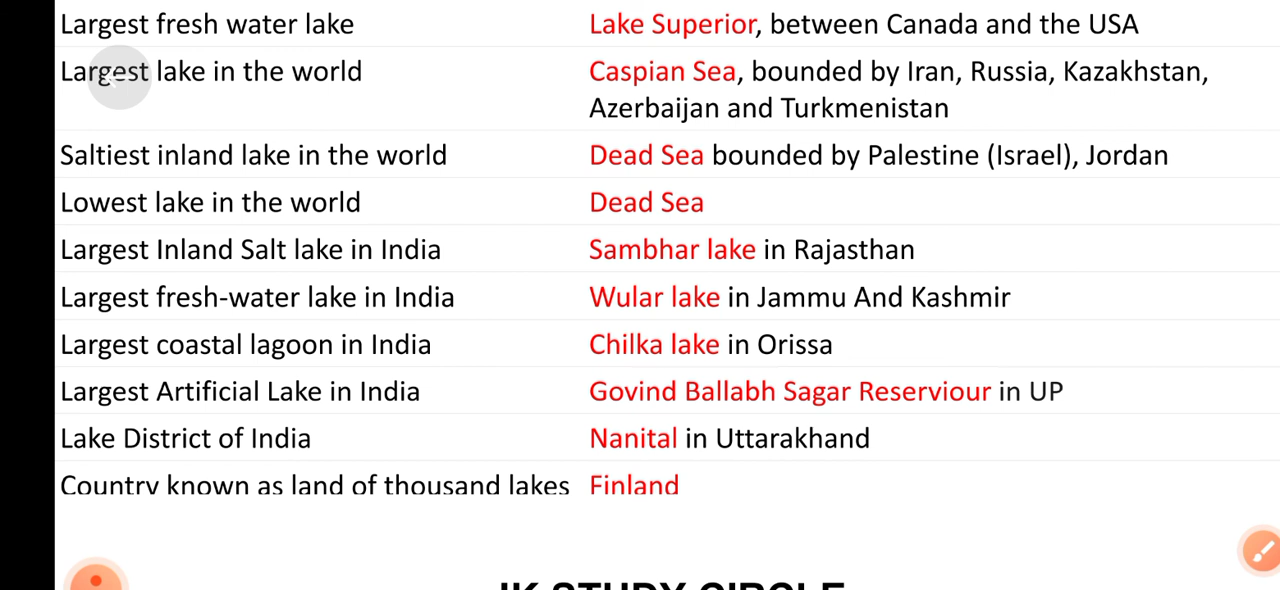 Largest fresh water lake Lake Superior, between Canada and the USA
Largest lake in the world Caspian Sea, bounded by Iran, Russia, Kazakhstan,
Azerbaijan and Turkmenistan
Saltiest inland lake in the world Dead Sea bounded by Palestine (Israel), Jordan
Lowest lake in the world Dead Sea
Largest Inland Salt lake in India Sambhar lake in Rajasthan
Largest fresh-water lake in India Wular lake in Jammu And Kashmir
Largest coastal lagoon in India Chilka lake in Orissa
Largest Artificial Lake in India Govind Ballabh Sagar Reserviour in UP
Lake District of India Nanital in Uttarakhand
Country known as land of thousand lakes Finland
STUDY CIRCLE